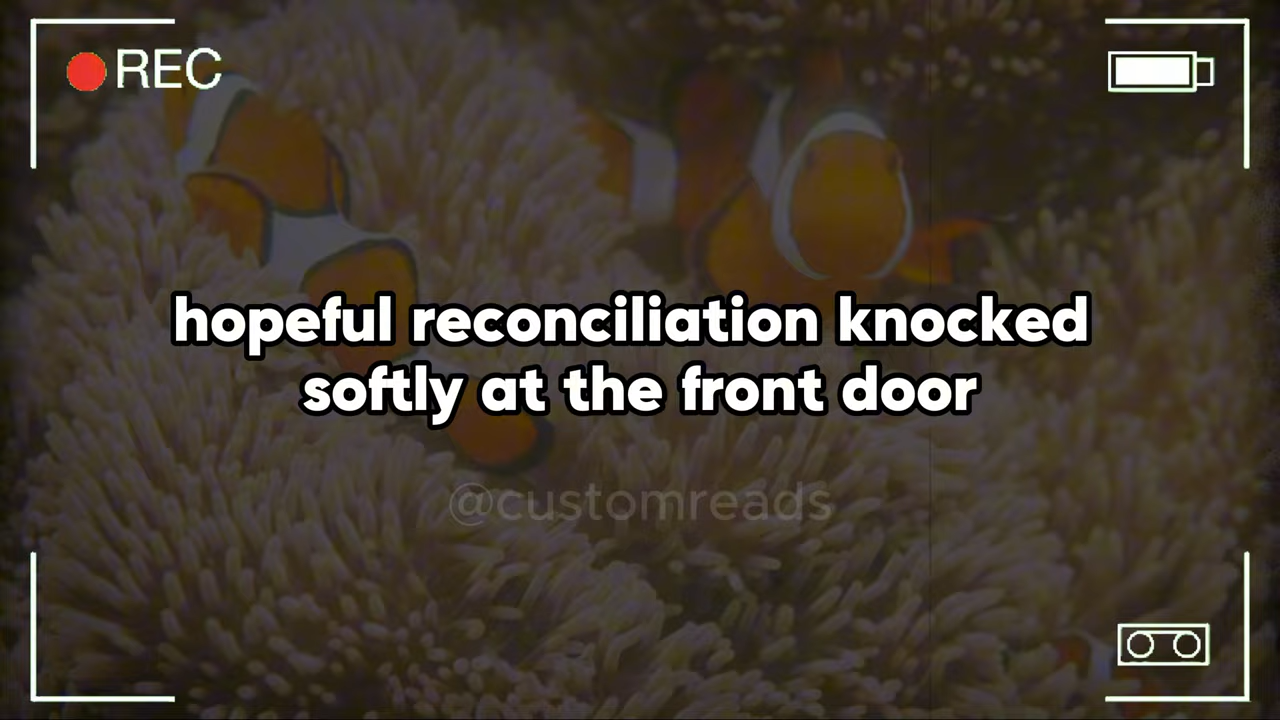 REC
hopeful reconciliation knocked
softly at the front door
@customreads